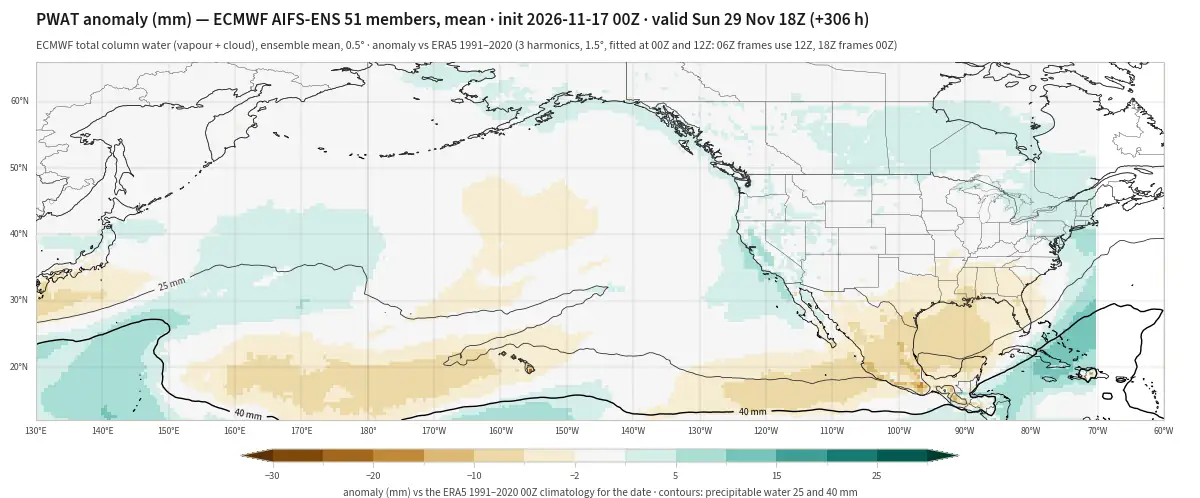 PWAT anomaly (mm) — ECMWF AIFS-ENS 51 members, mean · init 2026-11-17 00Z · valid Sun 29 Nov 18Z (+306 h)
ECMWF total column water (vapour + cloud), ensemble mean, 0.5° · anomaly vs ERA5 1991–2020 (3 harmonics, 1.5°, fitted at 00Z and 12Z: 06Z frames use 12Z, 18Z frames 00Z)
60°N
50°N
40°N
30°N
20°N
25 mm
40 mm
40 mm
130°E 140°E 150°E 160°E 170°E 180° 170°W 160°W 150°W 140°W 130°W 120°W 110°W 100°W 90°W 80°W 70°W 60°W
−30 −20 −10 −2 5 15 25
anomaly (mm) vs the ERA5 1991–2020 00Z climatology for the date · contours: precipitable water 25 and 40 mm